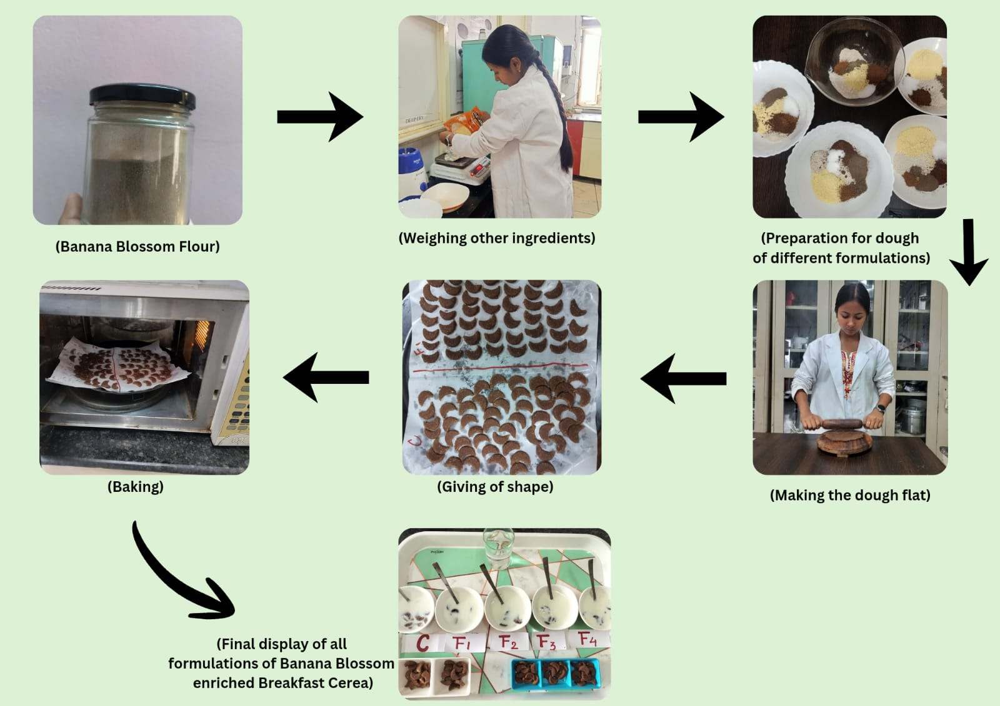 (Banana Blossom Flour)
(Weighing other ingredients)
(Preparation for dough
of different formulations)
(Making the dough flat)
(Giving of shape)
F1
C
(Baking)
(Final display of all
formulations of Banana Blossom
enriched Breakfast Cerea)
C F1 F2 F3 F4